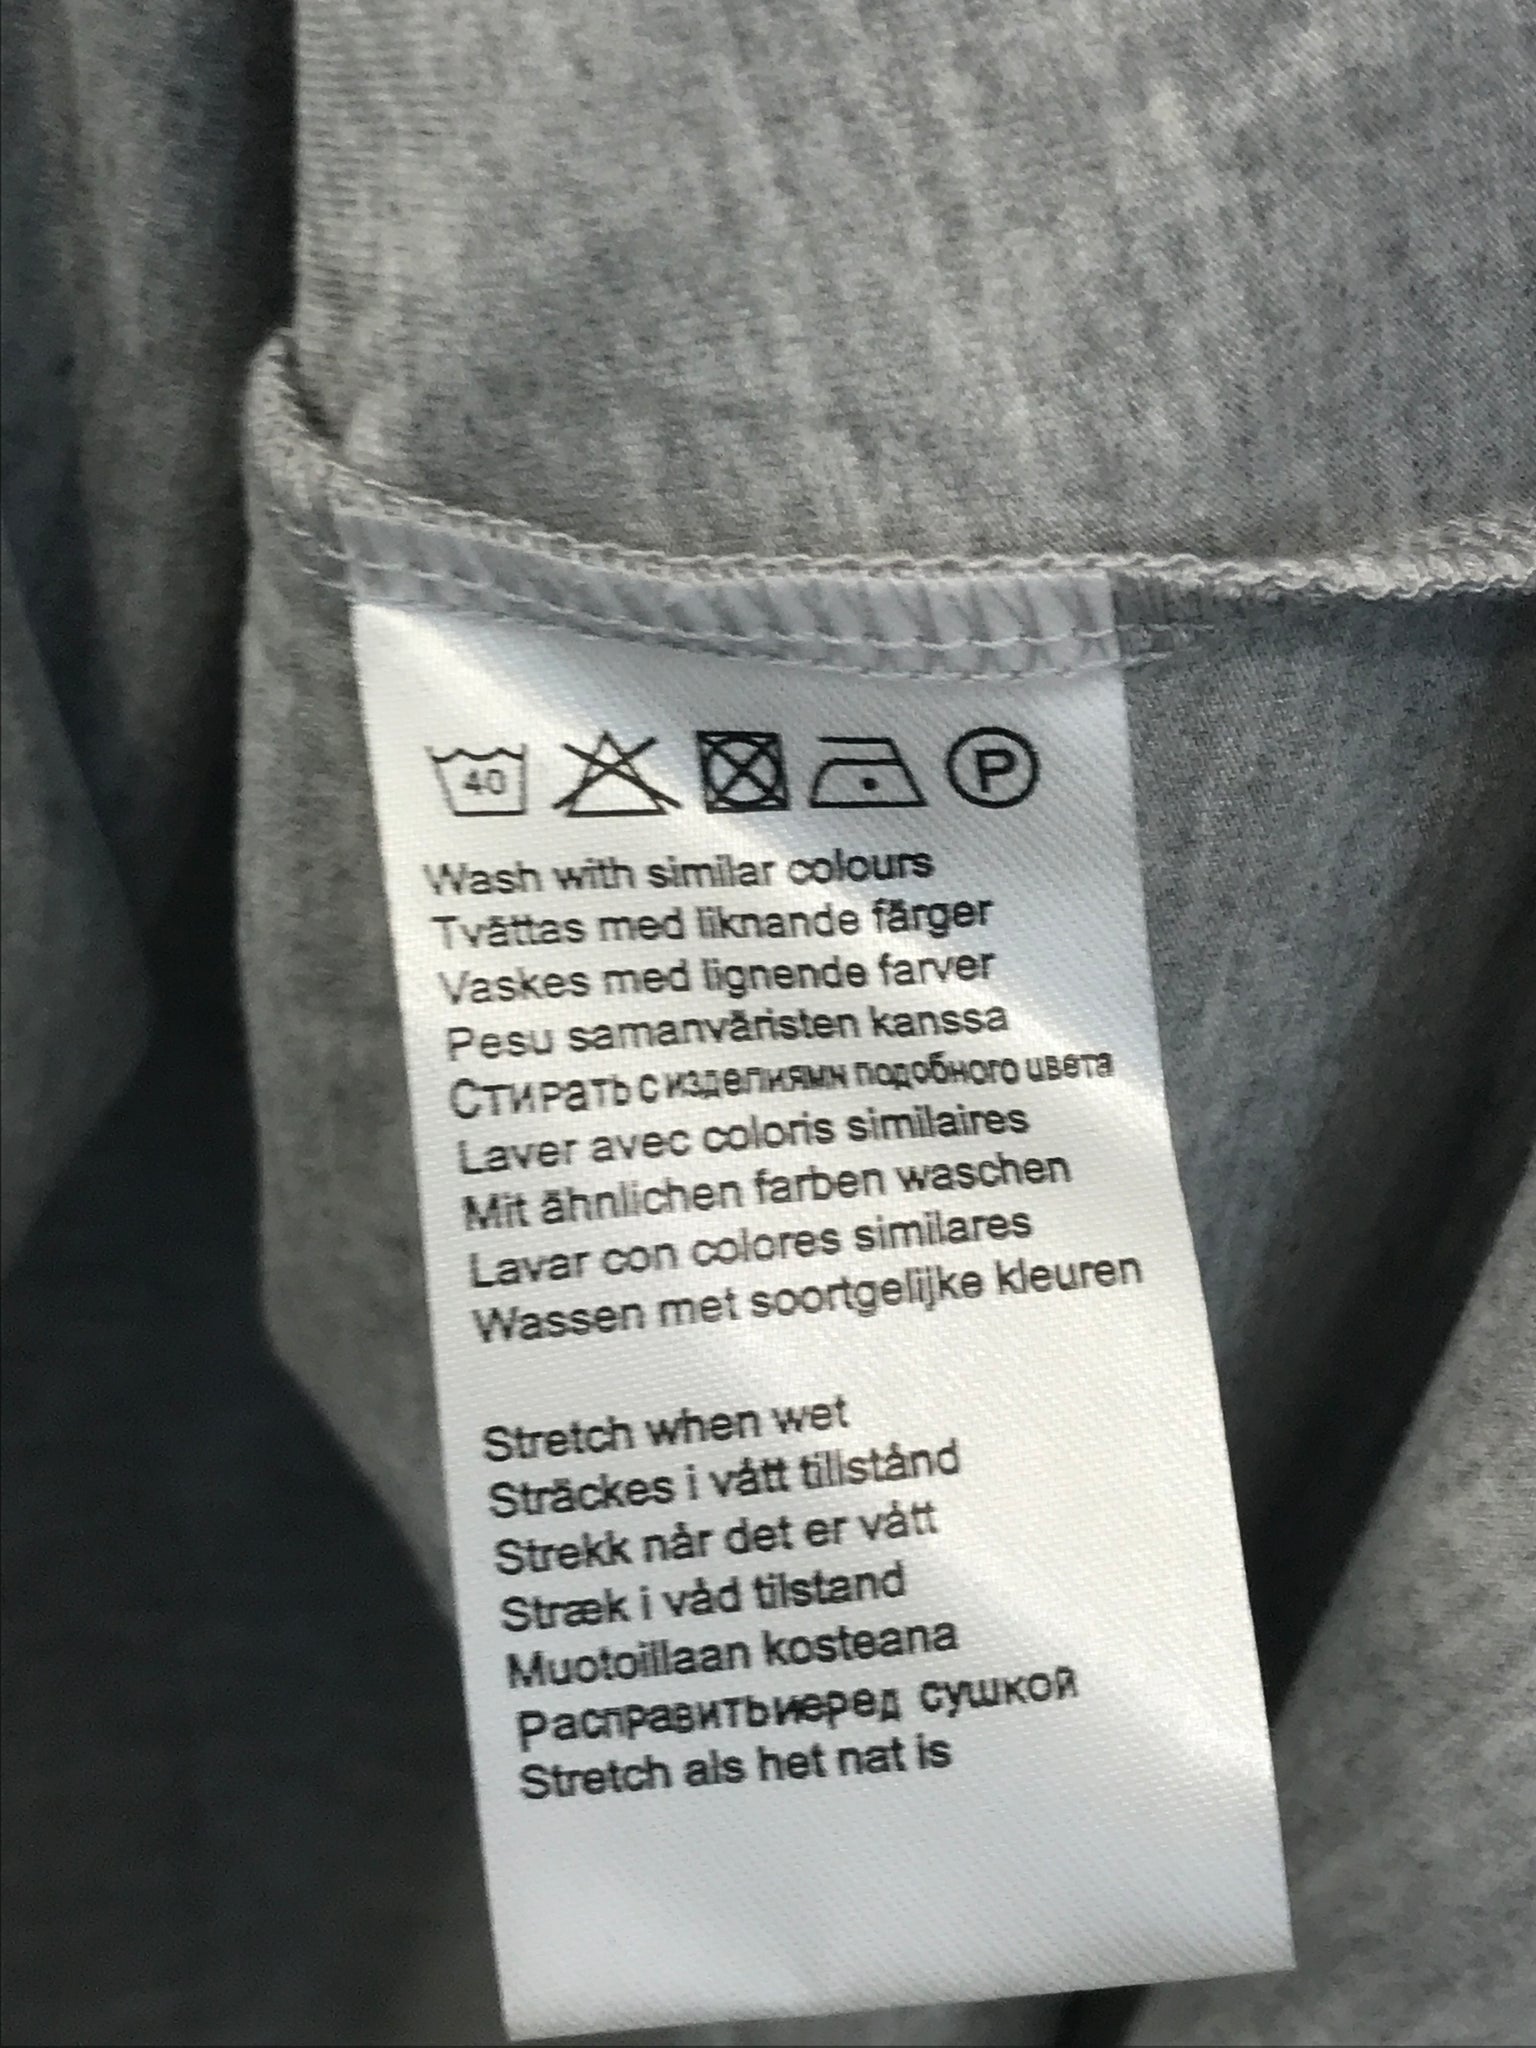 40 P
Wash with similar colours
Tvättas med liknande färger
Vaskes med lignende farver
Pesu samanväristen kanssa
Стирать с изделиями подобного цвета
Laver avec coloris similaires
Mit ähnlichen farben waschen
Lavar con colores similares
Wassen met soortgelijke kleuren
Stretch when wet
Sträckes i vått tillstånd
Strekk når det er vått
Stræk i våd tilstand
Muotoillaan kosteana
Расправитьиеред сушкой
Stretch als het nat is